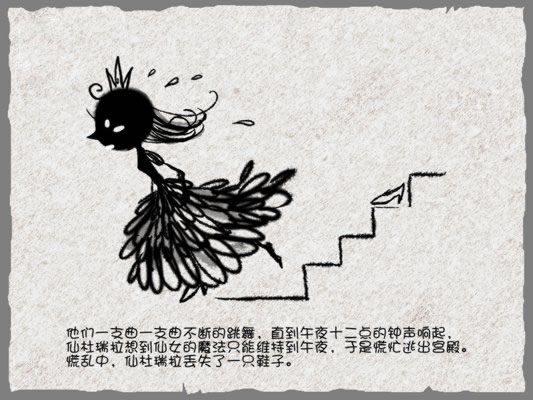 他们一支曲一支曲不断的跳舞，直到午夜十二点的钟声响起，
仙杜瑞拉想到仙女的魔法只能维持到午夜，于是慌忙逃出宫殿。
慌乱中，仙杜瑞拉丢失了一只鞋子。